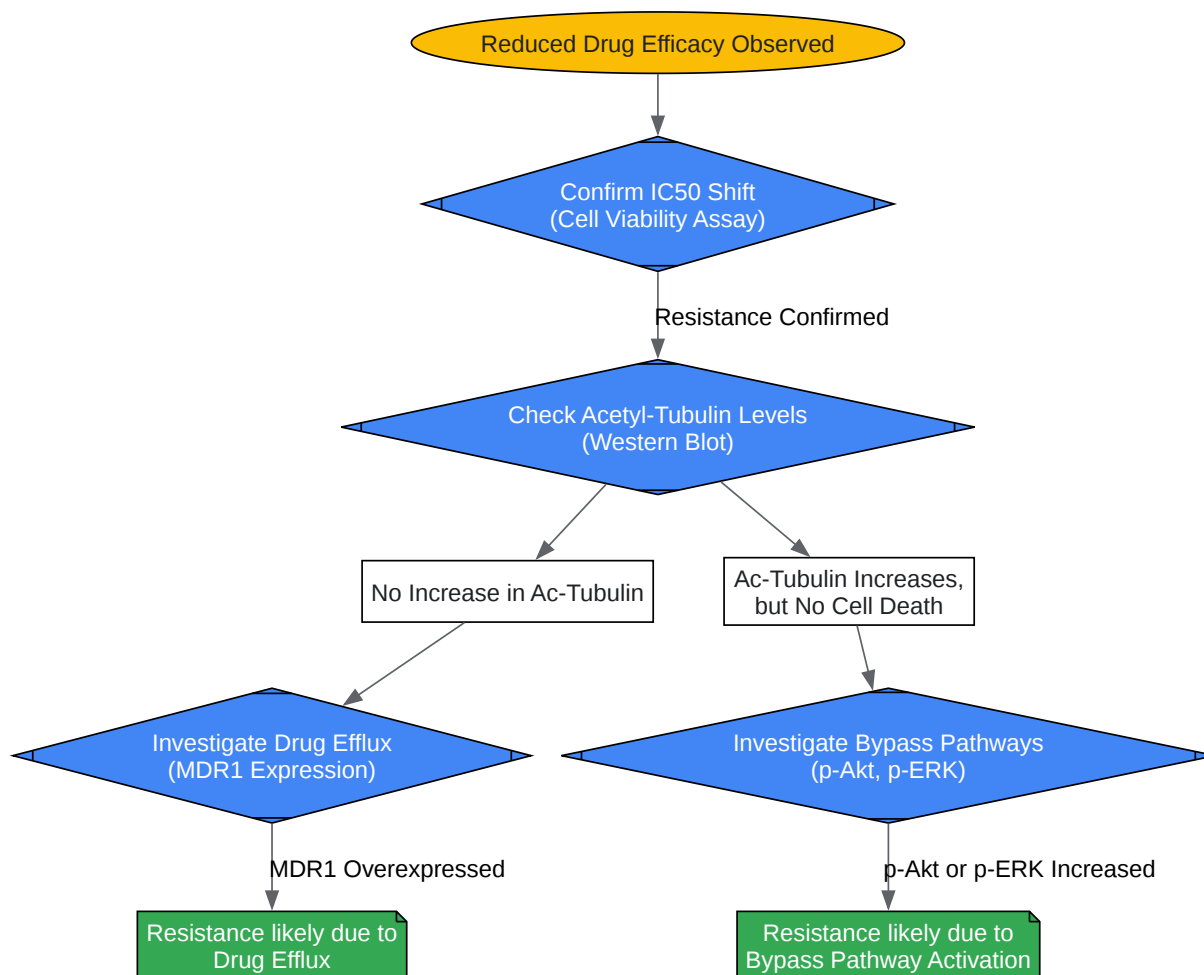 Reduced Drug Efficacy Observed
Confirm IC50 Shift
(Cell Viability Assay)
Resistance Confirmed
Check Acetyl-Tubulin Levels
(Western Blot)
No Increase in Ac-Tubulin
Ac-Tubulin Increases,
but No Cell Death
Investigate Drug Efflux
(MDR1 Expression)
Investigate Bypass Pathways
(p-Akt, p-ERK)
MDR1 Overexpressed
p-Akt or p-ERK Increased
Resistance likely due to
Drug Efflux
Resistance likely due to
Bypass Pathway Activation